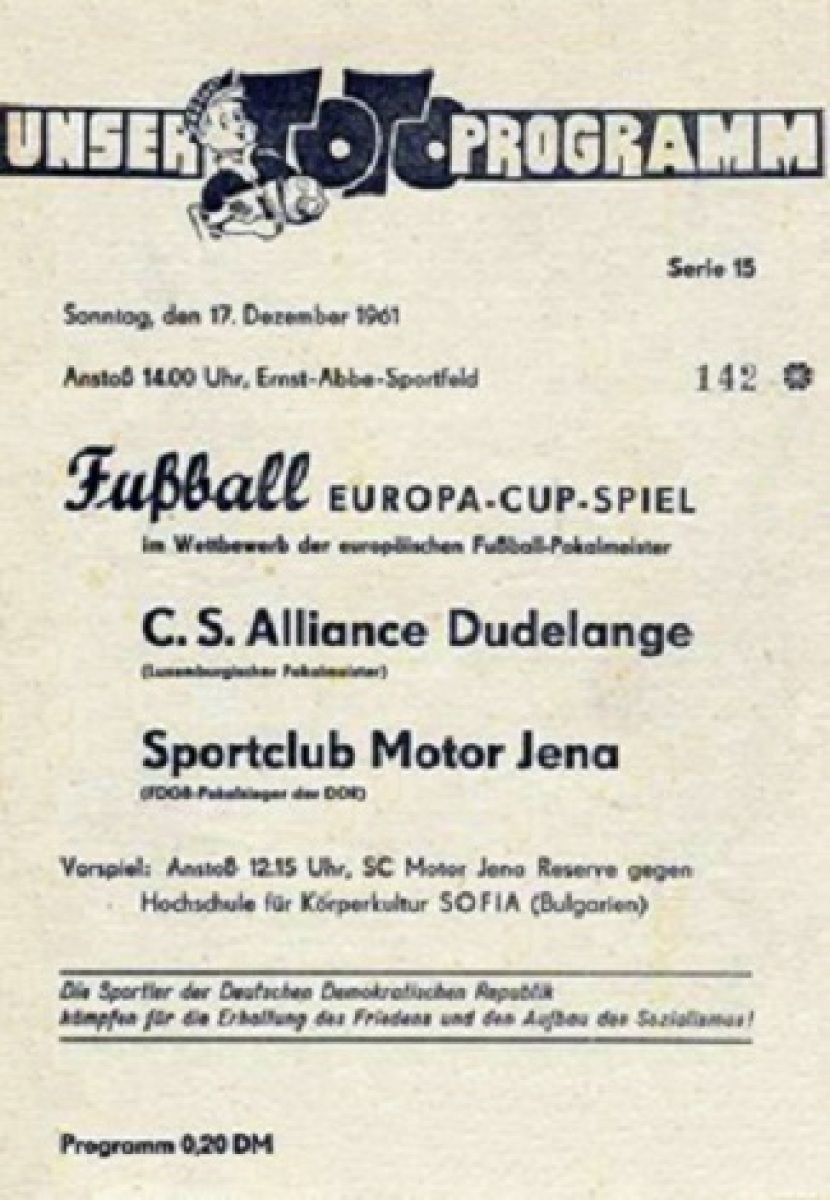 UNSER TOTO-PROGRAMM
Serie 15
Sonntag, den 17. Dezember 1961
Anstoß 14.00 Uhr, Ernst-Abbe-Sportfeld
142
Fußball EUROPA-CUP-SPIEL
im Wettbewerb der europäischen Fußball-Pokalmeister
C. S. Alliance Dudelange
(Luxemburgischer Pokalmeister)
Sportclub Motor Jena
(FDGB-Pokalsieger der DDR)
Vorspiel: Anstoß 12.15 Uhr, SC Motor Jena Reserve gegen
Hochschule für Körperkultur SOFIA (Bulgarien)
Die Sportler der Deutschen Demokratischen Republik
kämpfen für die Erhaltung des Friedens und den Aufbau des Sozialismus!
Programm 0,20 DM